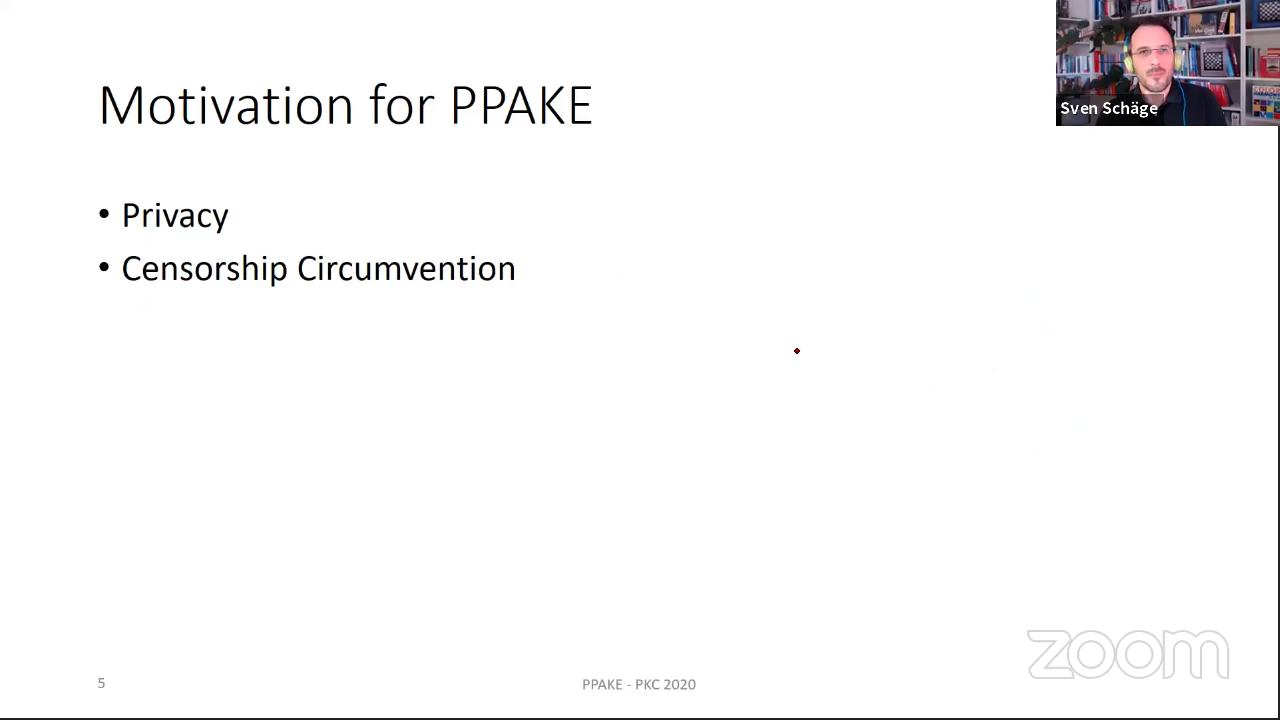 Motivation for PPAKE
Sven Schäge
• Privacy
• Censorship Circumvention
zoom
5
PPAKE - PKC 2020